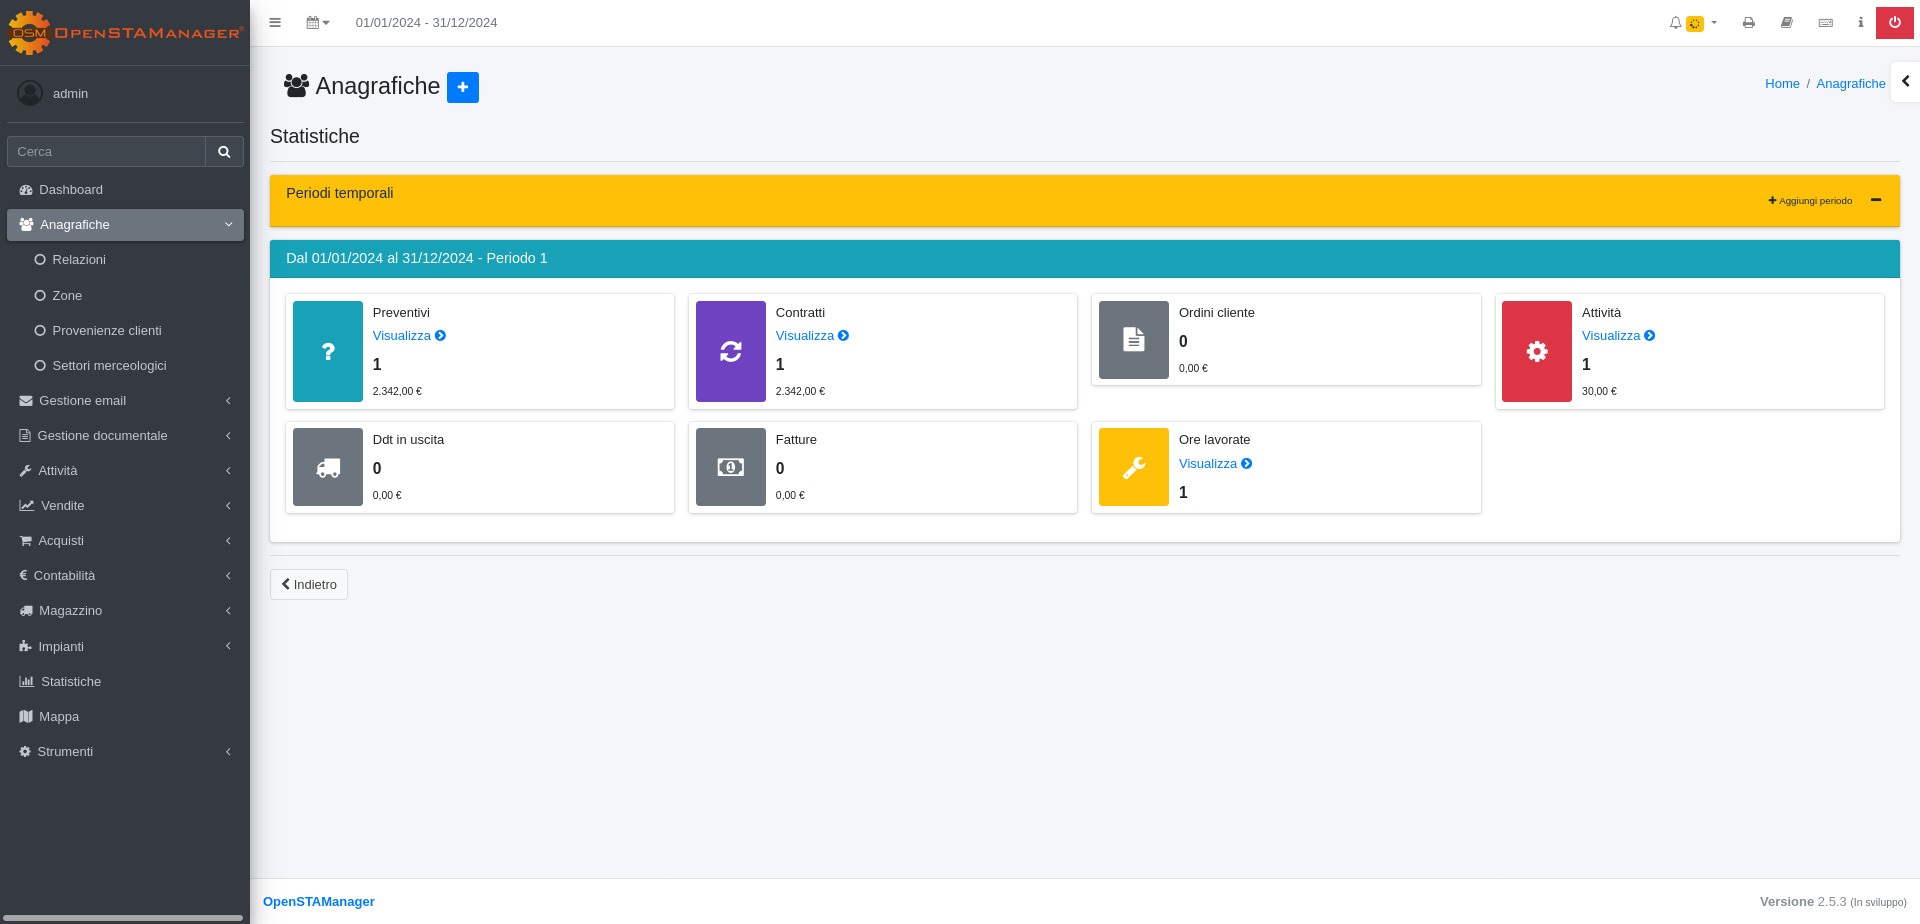 OSM OpenSTAManager®
01/01/2024 - 31/12/2024
admin
Cerca
Dashboard
Anagrafiche
Relazioni
Zone
Provenienze clienti
Settori merceologici
Gestione email
Gestione documentale
Attività
Vendite
Acquisti
Contabilità
Magazzino
Impianti
Statistiche
Mappa
Strumenti
Anagrafiche
Home / Anagrafiche
Statistiche
Periodi temporali
Aggiungi periodo
Dal 01/01/2024 al 31/12/2024 - Periodo 1
Preventivi
Visualizza
1
2.342,00 €
Contratti
Visualizza
1
2.342,00 €
Ordini cliente
0
0,00 €
Attività
Visualizza
1
30,00 €
Ddt in uscita
0
0,00 €
Fatture
0
0,00 €
Ore lavorate
Visualizza
1
Indietro
OpenSTAManager
Versione 2.5.3 (In sviluppo)